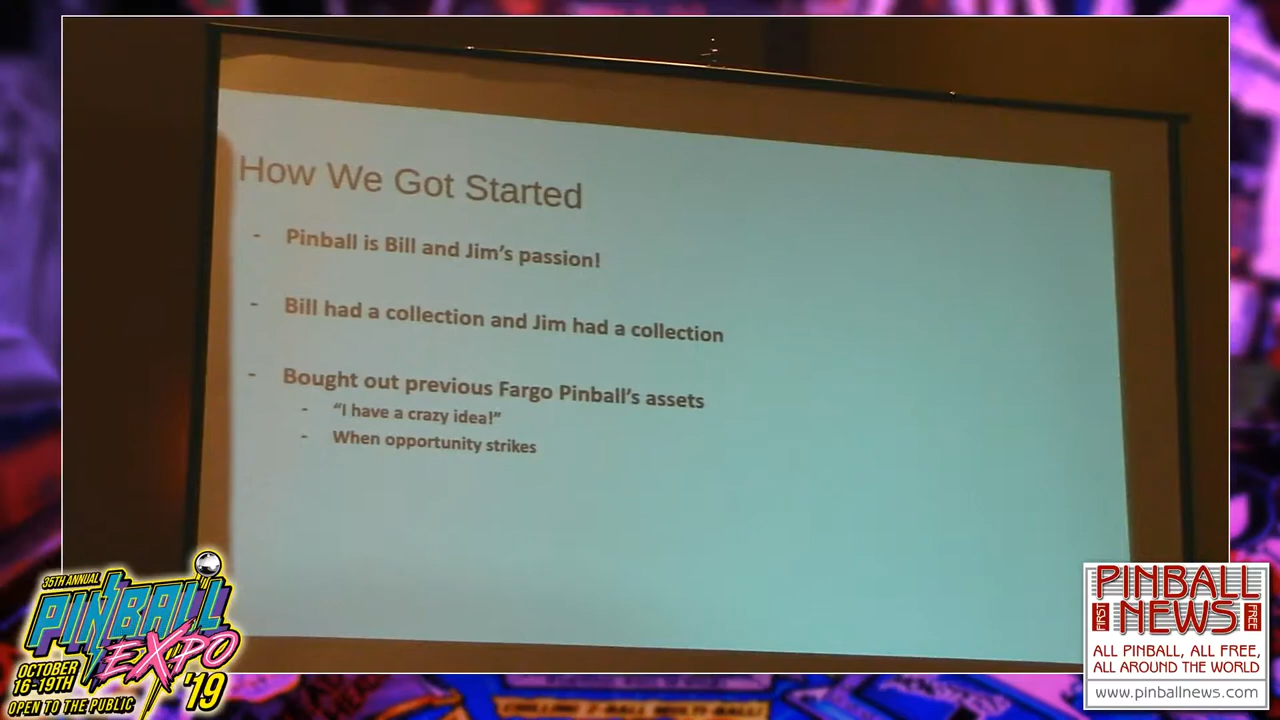 How We Got Started
- Pinball is Bill and Jim's passion!
- Bill had a collection and Jim had a collection
- Bought out previous Fargo Pinball's assets
- “I have a crazy idea!”
- When opportunity strikes
35TH ANNUAL
PINBALL
EXPO
OCTOBER
16-19TH
'19
OPEN TO THE PUBLIC
PINBALL
FIRST
NEWS
FREE
ALL PINBALL, ALL FREE,
ALL AROUND THE WORLD
www.pinballnews.com